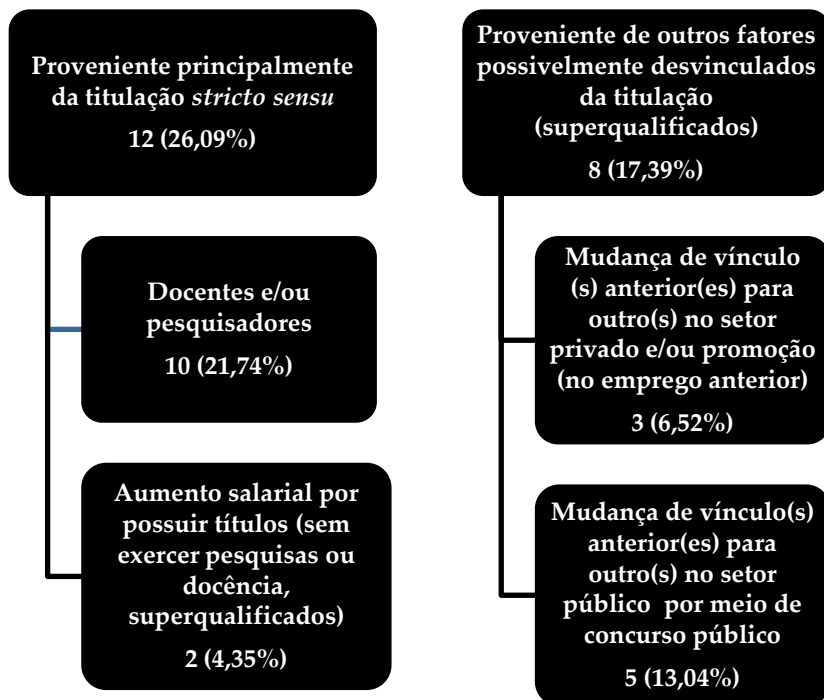 Proveniente principalmente
da titulação stricto sensu
12 (26,09%)
Docentes e/ou
pesquisadores
10 (21,74%)
Aumento salarial por
possuir títulos (sem
exercer pesquisas ou
docência,
superqualificados)
2 (4,35%)
Proveniente de outros fatores
possivelmente desvinculados
da titulação
(superqualificados)
8 (17,39%)
Mudança de vínculo
(s) anterior(es) para
outro(s) no setor
privado e/ou promoção
(no emprego anterior)
3 (6,52%)
Mudança de vínculo(s)
anterior(es) para
outro(s) no setor
público por meio de
concurso público
5 (13,04%)